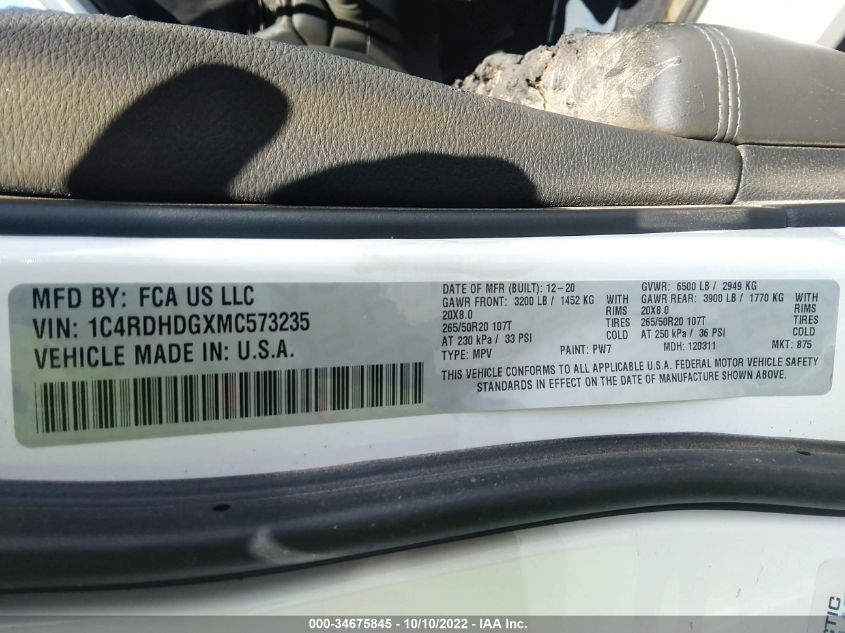 MFD BY: FCA US LLC
VIN: 1C4RDHDGXMC573235
VEHICLE MADE IN: U.S.A.
DATE OF MFR (BUILT): 12-20 GVWR: 6500 LB / 2949 KG
GAWR FRONT: 3200 LB / 1452 KG WITH GAWR REAR: 3900 LB / 1770 KG WITH
20X8.0 RIMS 20X8.0 RIMS
265/50R20 107T TIRES 265/50R20 107T TIRES
AT 230 kPa / 33 PSI COLD AT 250 kPa / 36 PSI COLD
TYPE: MPV PAINT: PW7 MDH: 120311 MKT: 875
THIS VEHICLE CONFORMS TO ALL APPLICABLE U.S.A. FEDERAL MOTOR VEHICLE SAFETY
STANDARDS IN EFFECT ON THE DATE OF MANUFACTURE SHOWN ABOVE.
000-34675845 - 10/10/2022 - IAA Inc.